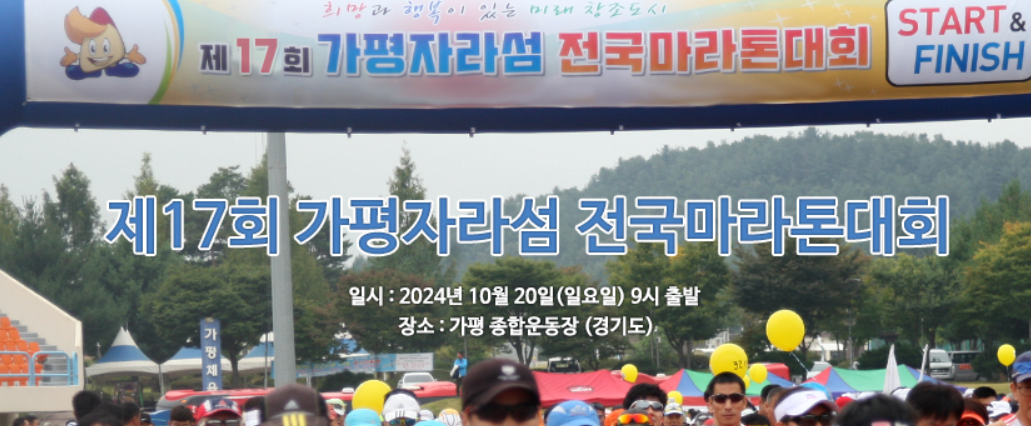 희망과 행복이 있는 미래 창조도시
제17회 가평자라섬 전국마라톤대회
START&
FINISH
제17회 가평자라섬 전국마라톤대회
일시 : 2024년 10월 20일(일요일) 9시 출발
장소 : 가평 종합운동장 (경기도)
가평체육